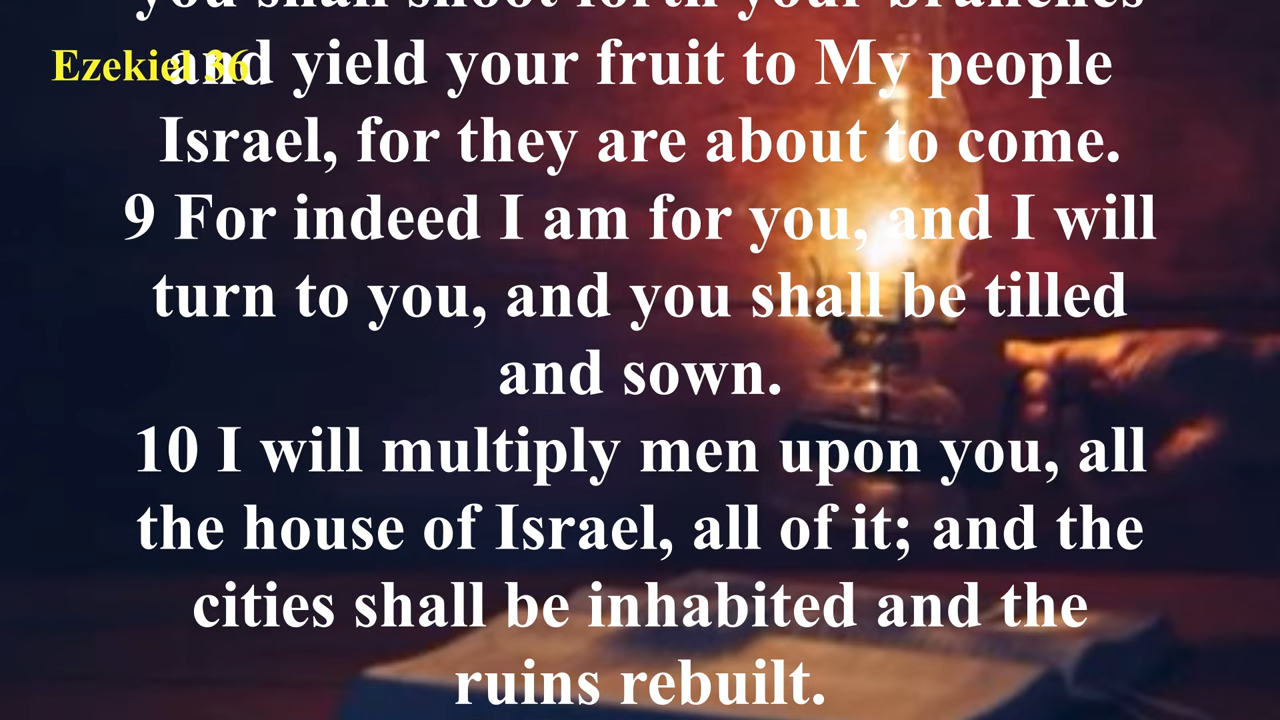 you shall shoot forth your branches
Ezekiel 36
and yield your fruit to My people
Israel, for they are about to come.
9 For indeed I am for you, and I will
turn to you, and you shall be tilled
and sown.
10 I will multiply men upon you, all
the house of Israel, all of it; and the
cities shall be inhabited and the
ruins rebuilt.